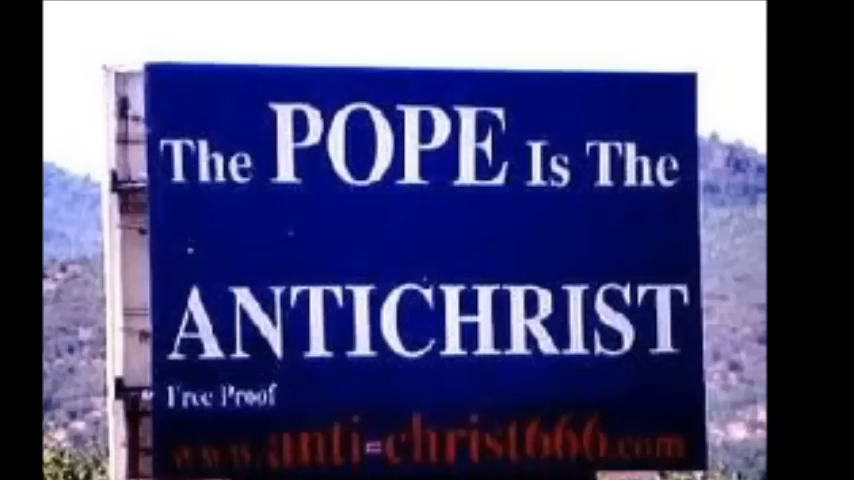 The POPE Is The
ANTICHRIST
Free Proof
www.anti-christ666.com